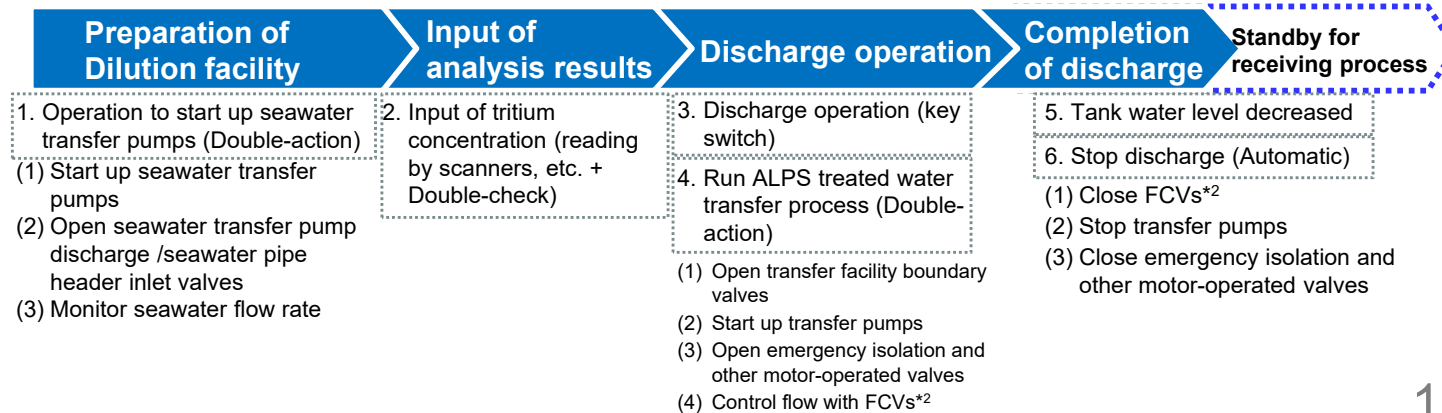 Preparation of
Dilution facility
Input of
analysis results
Discharge operation
Completion
of discharge
Standby for
receiving process
1. Operation to start up seawater
transfer pumps (Double-action)
(1) Start up seawater transfer
pumps
(2) Open seawater transfer pump
discharge /seawater pipe
header inlet valves
(3) Monitor seawater flow rate
2. Input of tritium
concentration (reading
by scanners, etc. +
Double-check)
3. Discharge operation (key
switch)
4. Run ALPS treated water
transfer process (Double-
action)
(1) Open transfer facility boundary
valves
(2) Start up transfer pumps
(3) Open emergency isolation and
other motor-operated valves
(4) Control flow with FCVs*2
5. Tank water level decreased
6. Stop discharge (Automatic)
(1) Close FCVs*2
(2) Stop transfer pumps
(3) Close emergency isolation and
other motor-operated valves
1